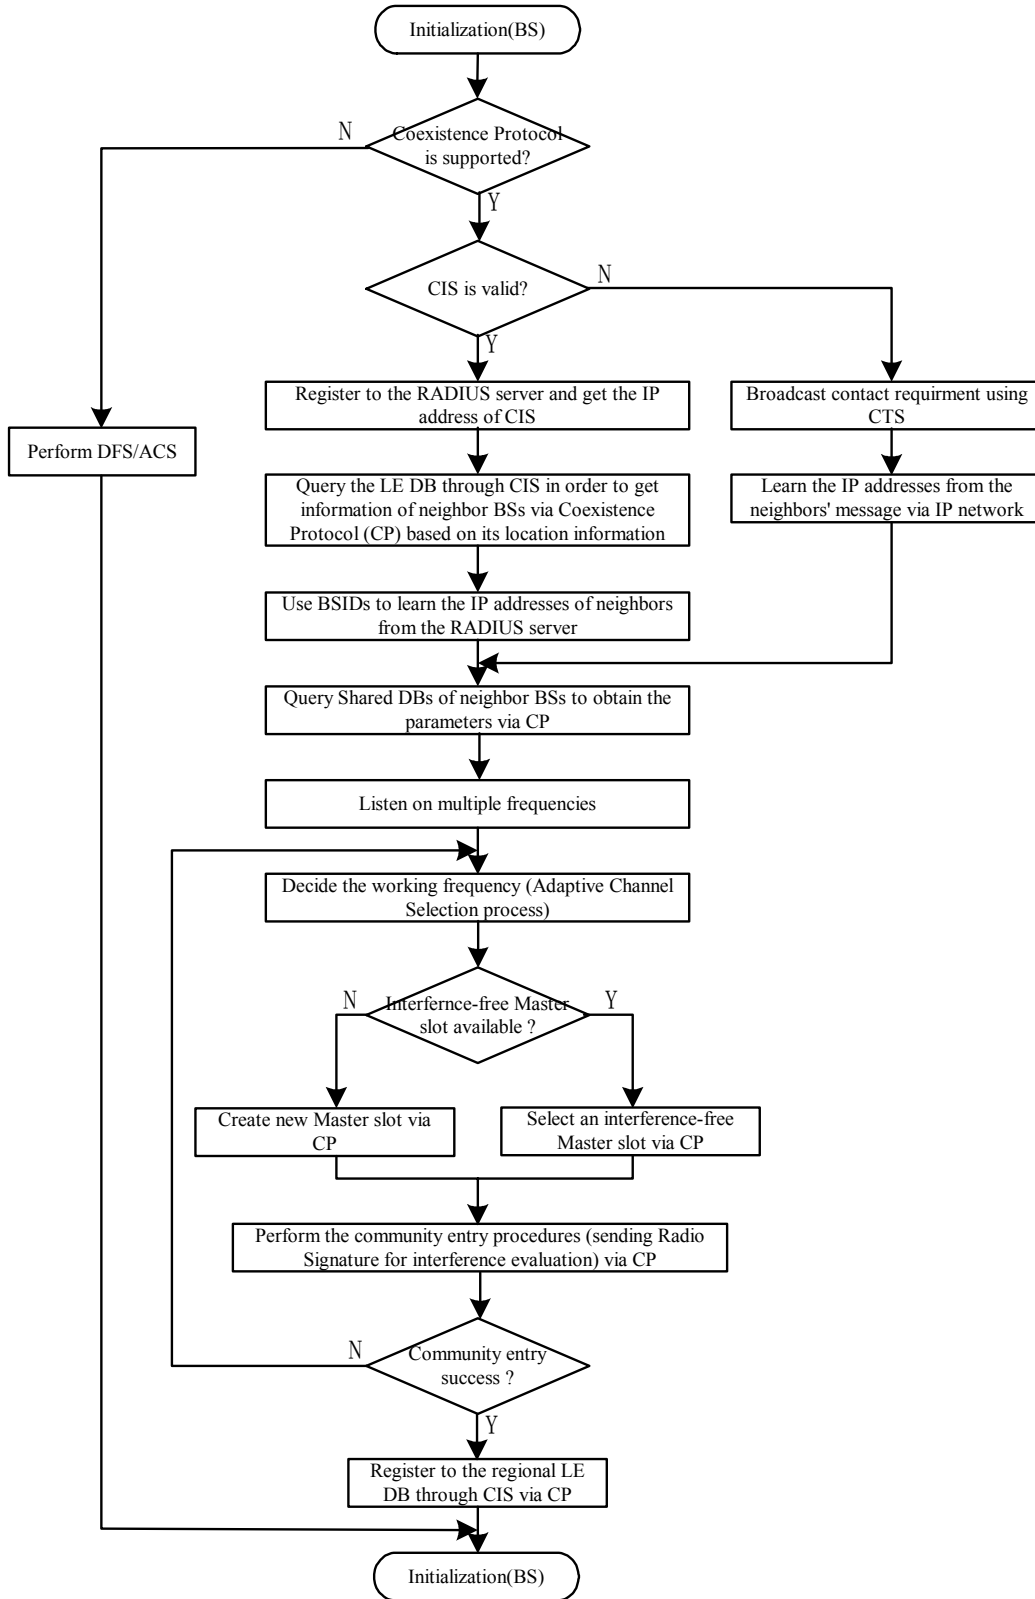 Initialization(BS)
N
Coexistence Protocol
is supported?
Y
N
CIS is valid?
Y
Register to the RADIUS server and get the IP
address of CIS
Broadcast contact requirment using
CTS
Perform DFS/ACS
Query the LE DB through CIS in order to get
information of neighbor BSs via Coexistence
Protocol (CP) based on its location information
Learn the IP addresses from the
neighbors' message via IP network
Use BSIDs to learn the IP addresses of neighbors
from the RADIUS server
Query Shared DBs of neighbor BSs to obtain the
parameters via CP
Listen on multiple frequencies
Decide the working frequency (Adaptive Channel
Selection process)
N
Interfernce-free Master
slot available ?
Y
Create new Master slot via
CP
Select an interference-free
Master slot via CP
Perform the community entry procedures (sending Radio
Signature for interference evaluation) via CP
N
Community entry
success ?
Y
Register to the regional LE
DB through CIS via CP
Initialization(BS)